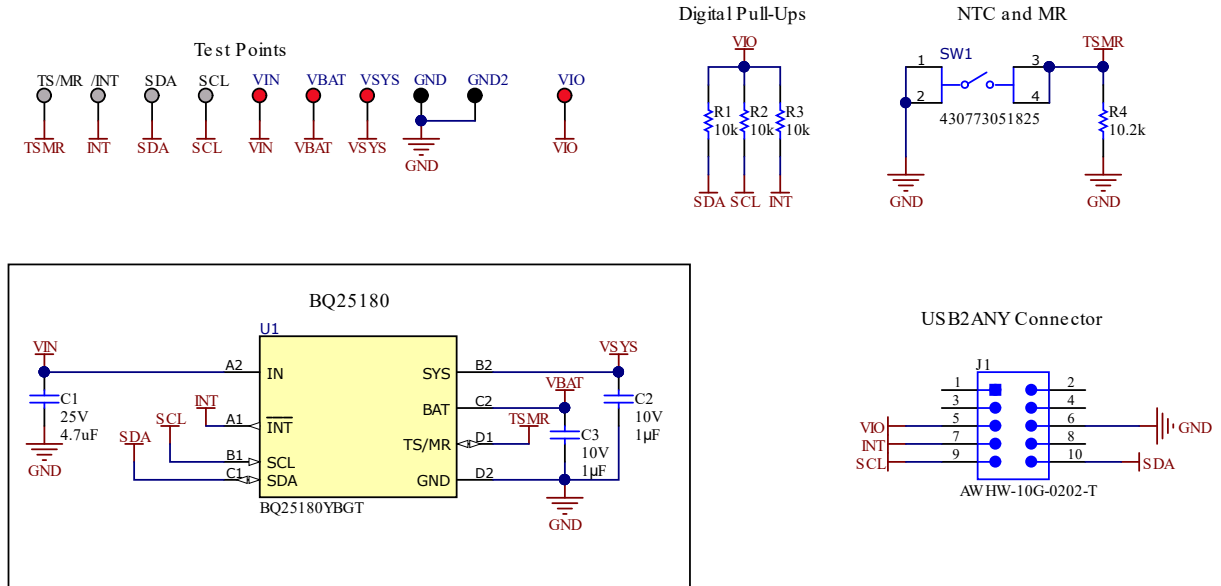 Digital Pull-Ups
NTC and MR
Test Points
TS/MR /INT SDA SCL VIN VBAT VSYS GND GND2 VIO
TSMR INT SDA SCL VIN VBAT VSYS GND VIO
VIO
R1 10k
R2 10k
R3 10k
SDA SCL INT
TSMR
SW1
1 3
2 4
430773051825
R4
10.2k
GND
GND
BQ25180
U1
VIN
C1
25V
4.7uF
GND
INT
SCL
SDA
A2 IN
A1 INT
B1 SCL
C1 SDA
SYS B2
BAT C2
TS/MR D1
GND D2
BQ25180YBGT
VSYS
VBAT
TSMR
C2
10V
1µF
C3
10V
1µF
GND
USB2ANY Connector
J1
1 2
3 4
VIO 5 6 GND
INT 7 8
SCL 9 10 SDA
AWHW-10G-0202-T